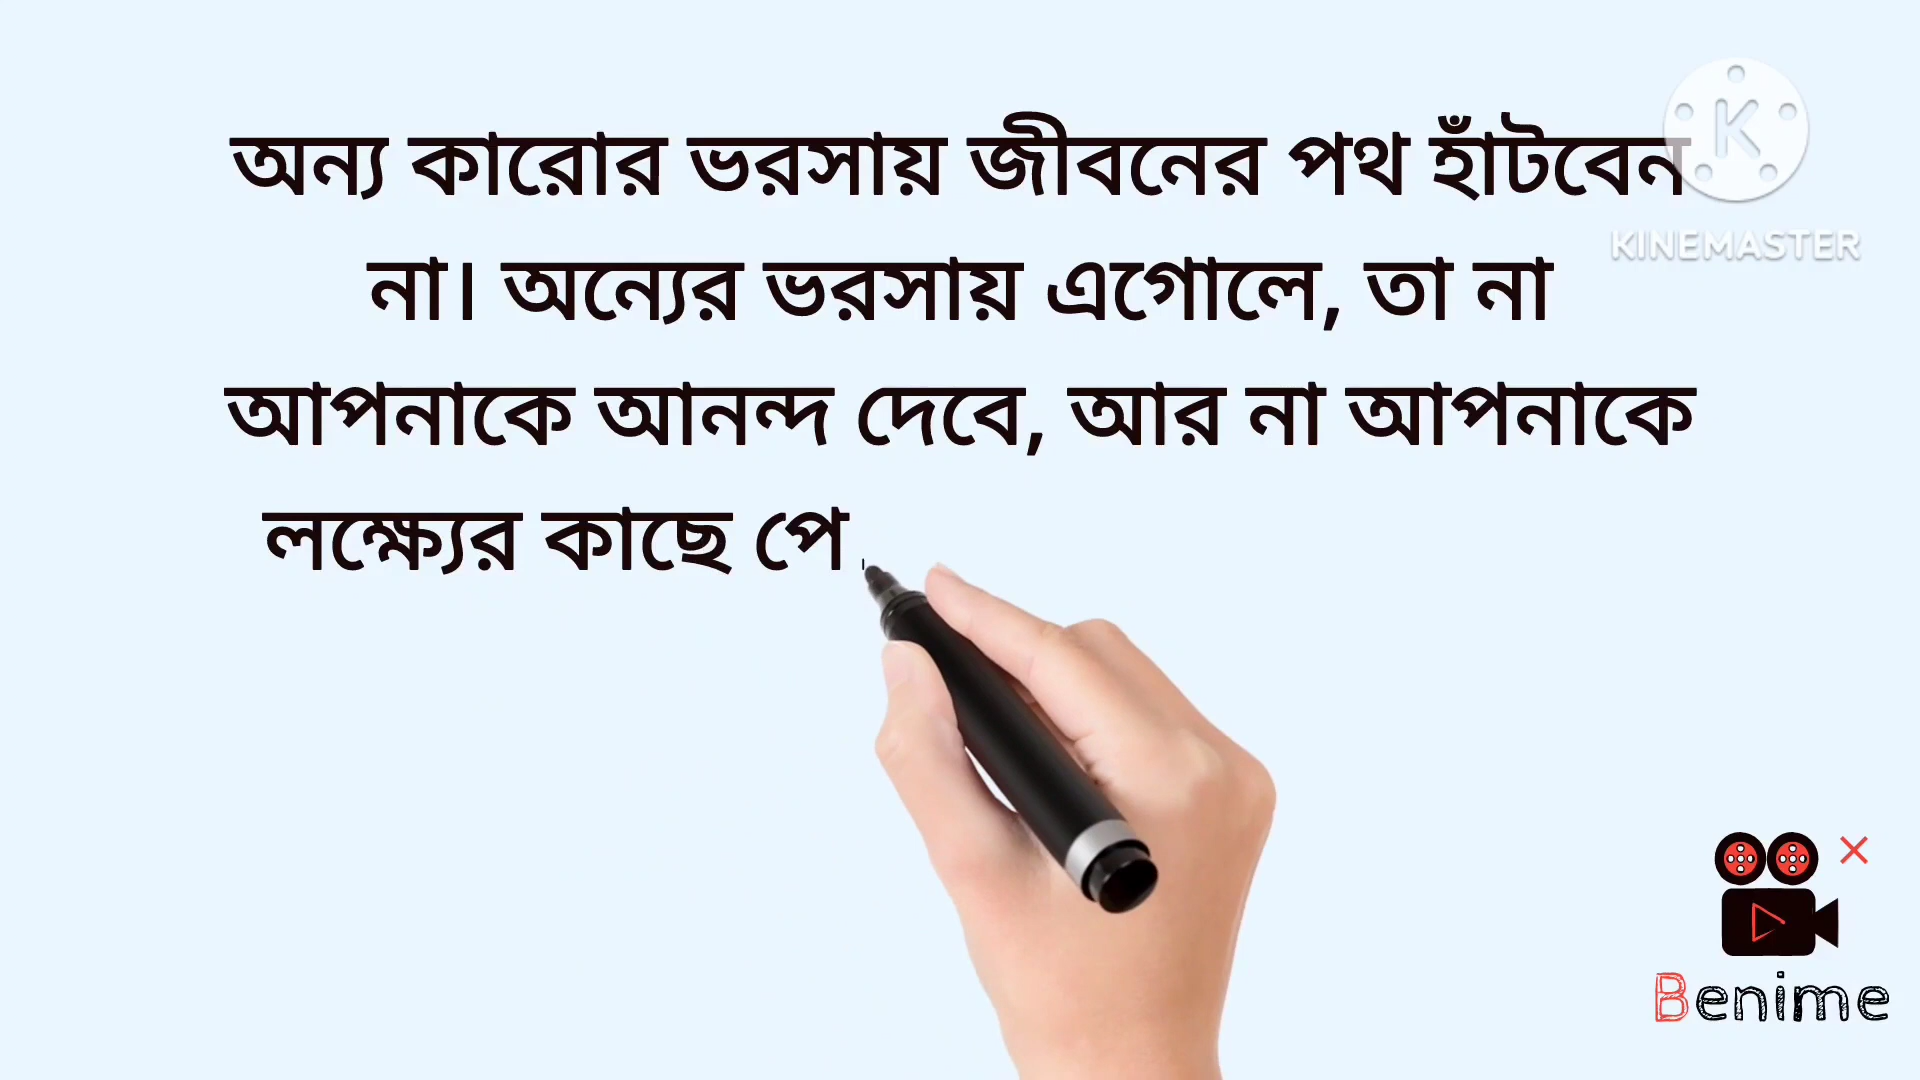 অন্য কারোর ভরসায় জীবনের পথ হাঁটবেন
না। অন্যের ভরসায় এগোলে, তা না
আপনাকে আনন্দ দেবে, আর না আপনাকে
লক্ষ্যের কাছে পে
K
KINEMASTER
Benime